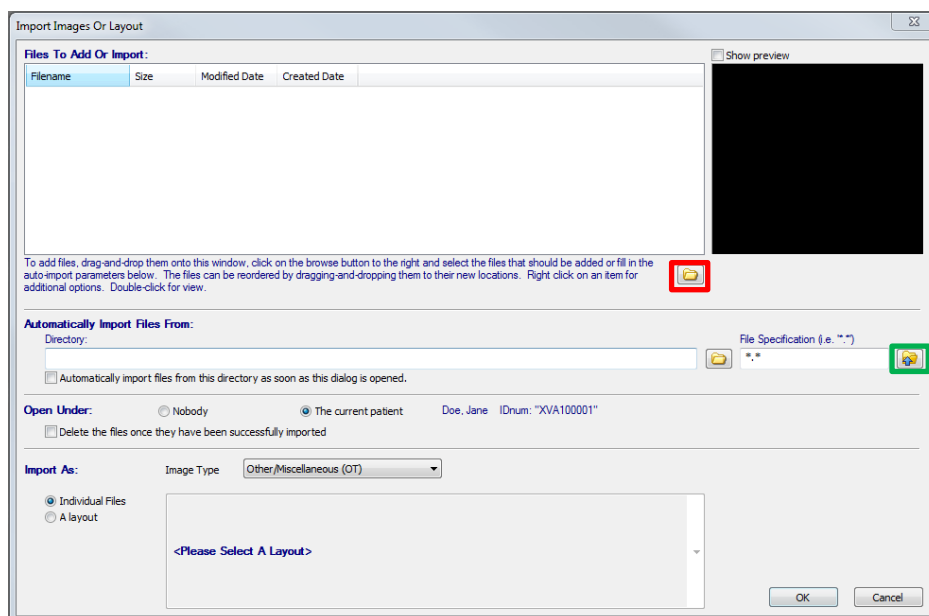 Import Images Or Layout
Files To Add Or Import:
Show preview
Filename Size Modified Date Created Date
To add files, drag-and-drop them onto this window, click on the browse button to the right and select the files that should be added or fill in the
auto-import parameters below. The files can be reordered by dragging-and-dropping them to their new locations. Right click on an item for
additional options. Double-click for view.
Automatically Import Files From:
Directory:
File Specification (i.e. "*.*")
*.*
Automatically import files from this directory as soon as this dialog is opened.
Open Under: Nobody The current patient Doe, Jane IDnum: "XVA100001"
Delete the files once they have been successfully imported
Import As: Image Type Other/Miscellaneous (OT)
Individual Files
A layout
<Please Select A Layout>
OK Cancel